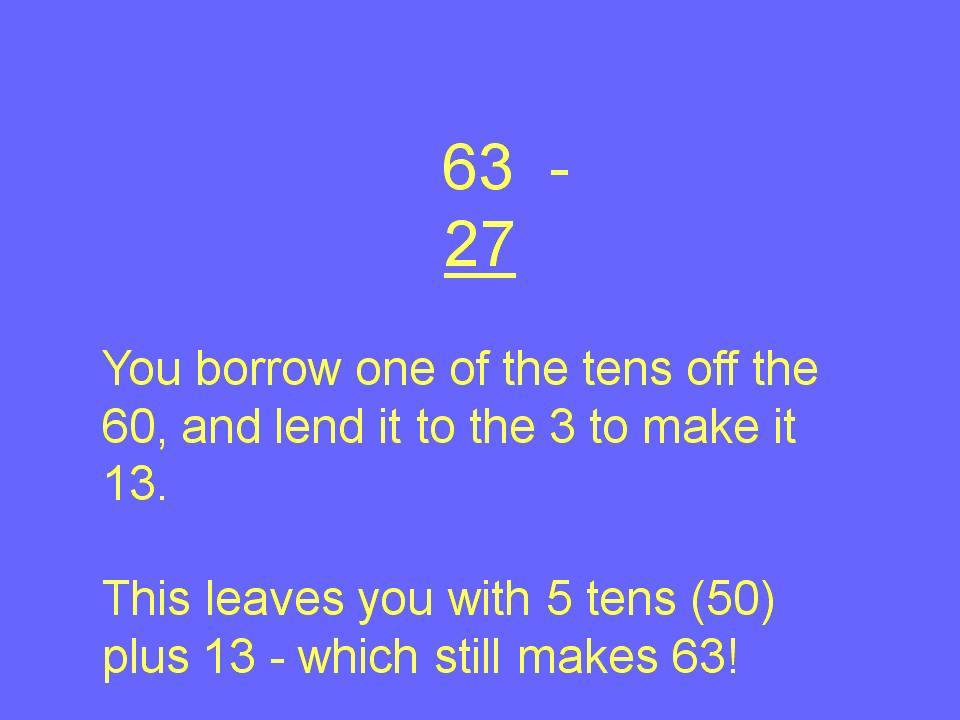 63 -
27
You borrow one of the tens off the
60, and lend it to the 3 to make it
13.
This leaves you with 5 tens (50)
plus 13 - which still makes 63!